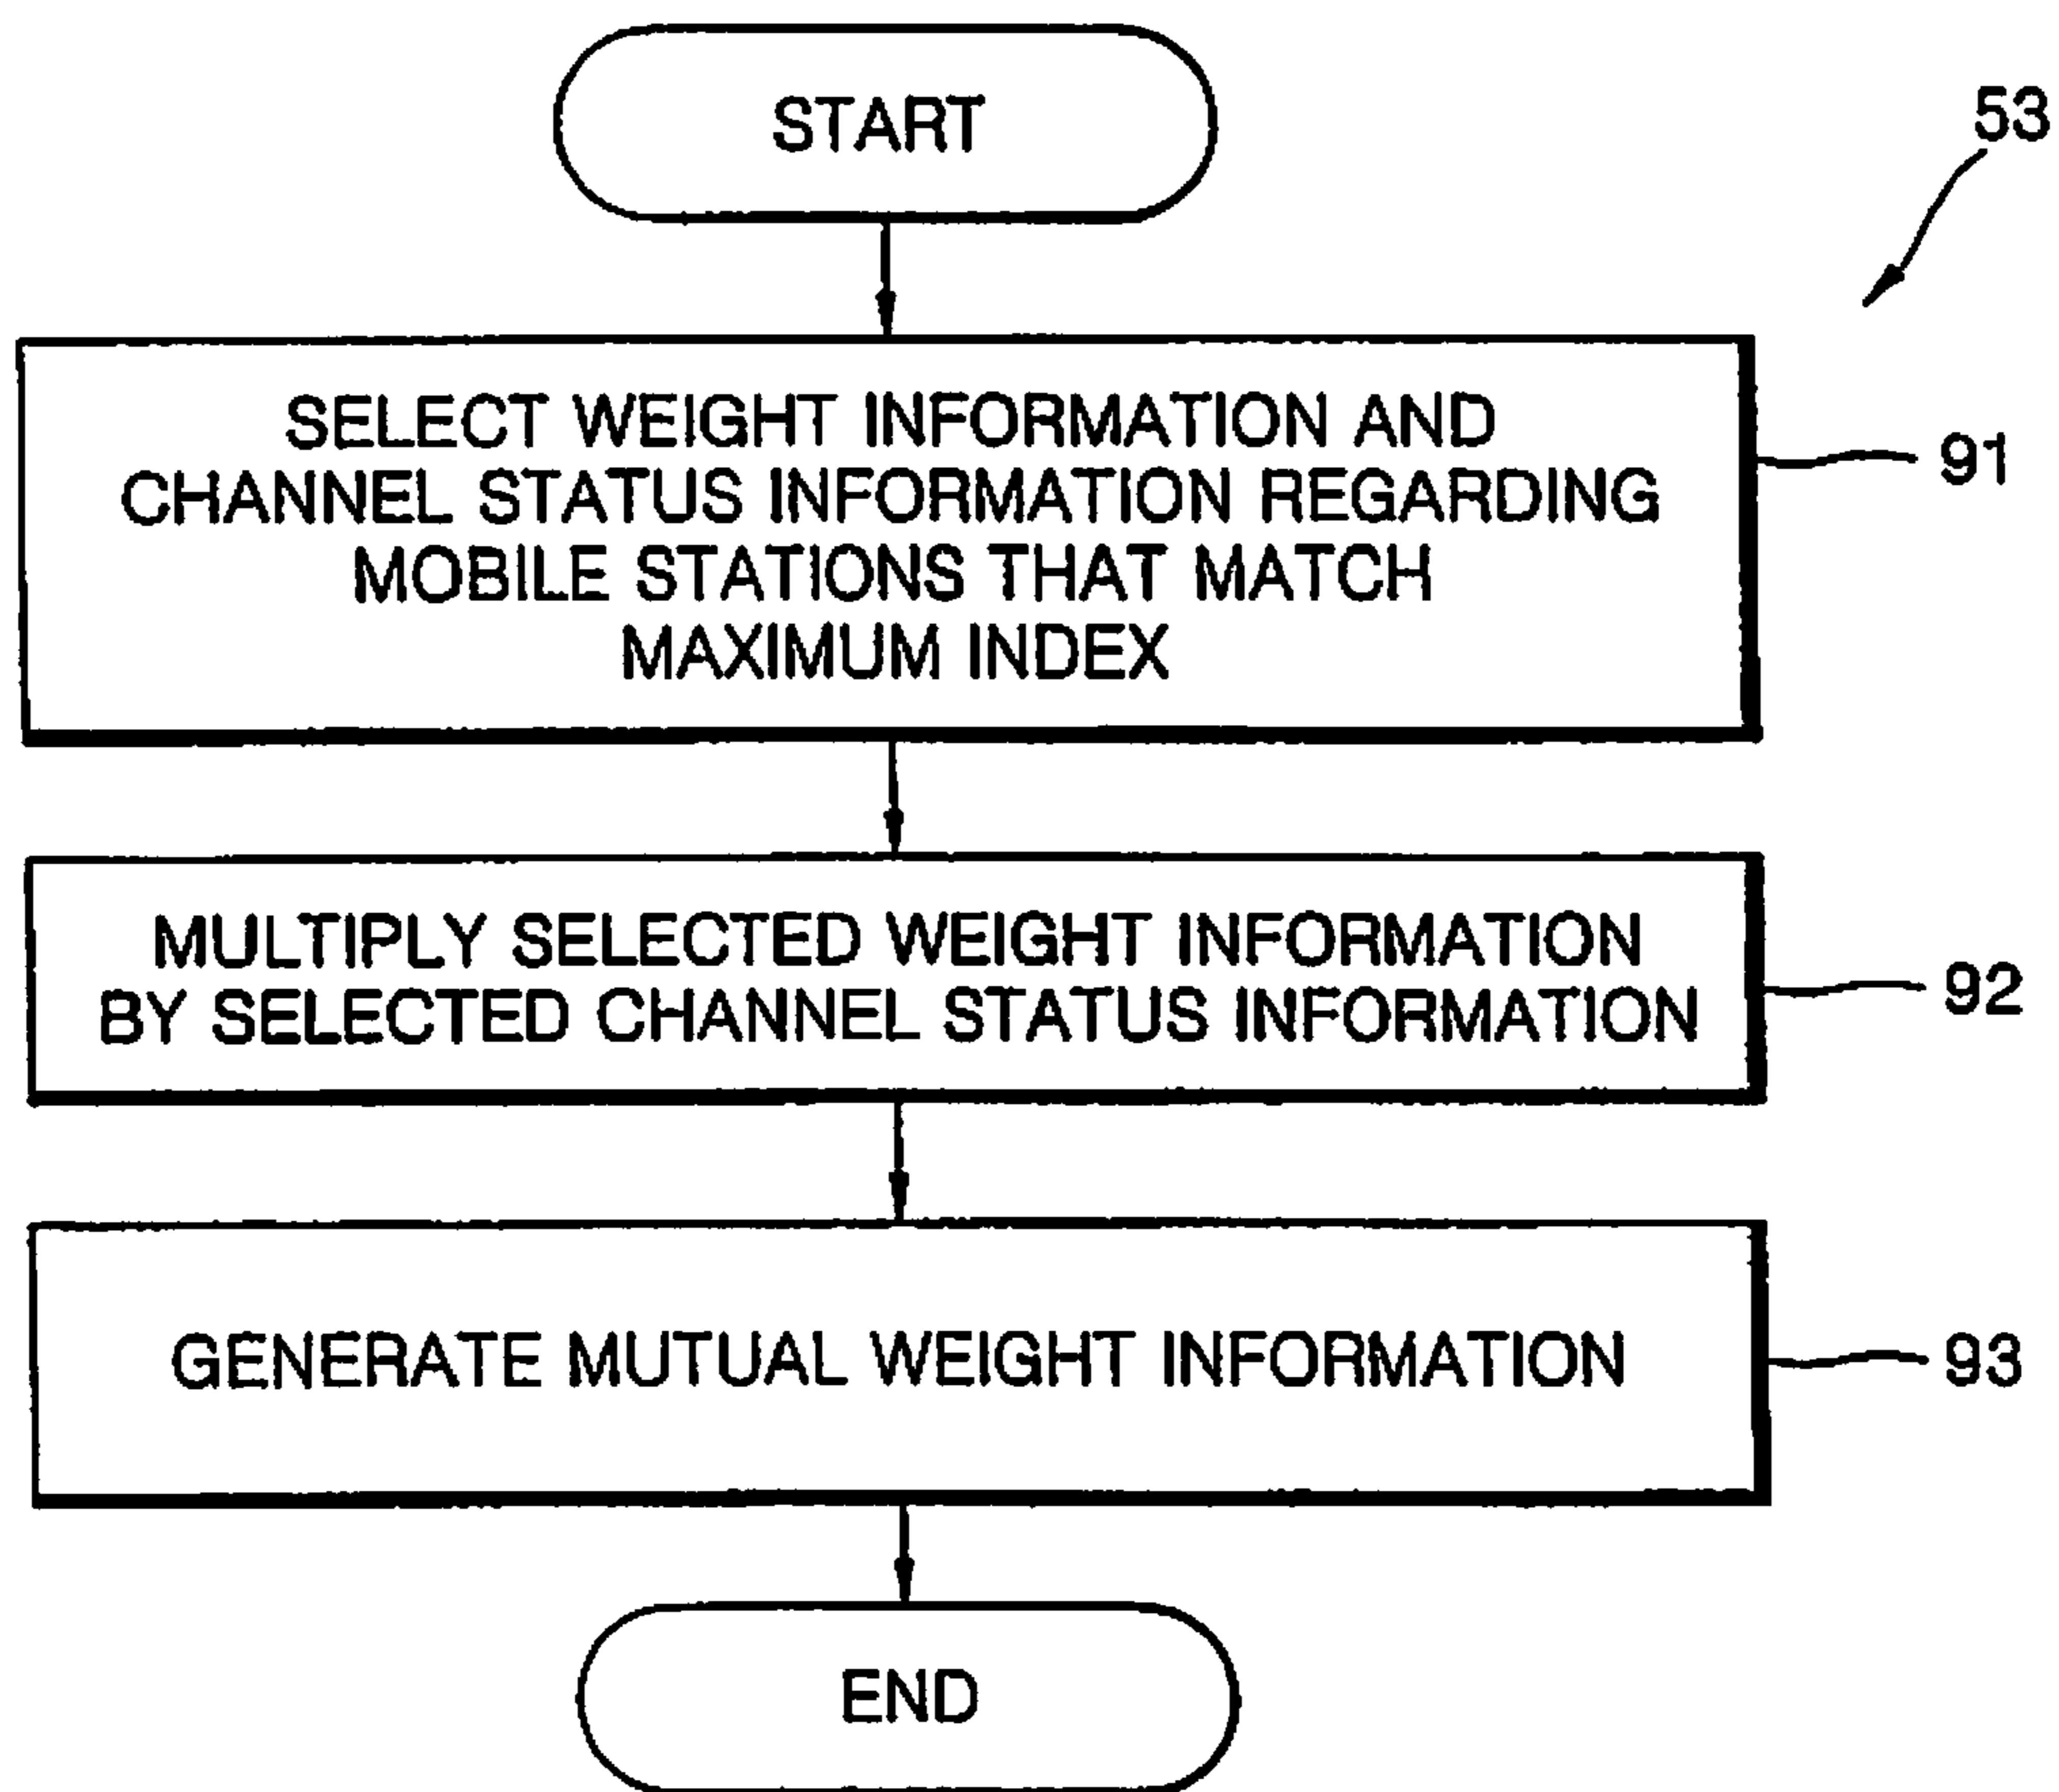 START
53
SELECT WEIGHT INFORMATION AND
CHANNEL STATUS INFORMATION REGARDING
MOBILE STATIONS THAT MATCH
MAXIMUM INDEX
91
MULTIPLY SELECTED WEIGHT INFORMATION
BY SELECTED CHANNEL STATUS INFORMATION
92
GENERATE MUTUAL WEIGHT INFORMATION
93
END